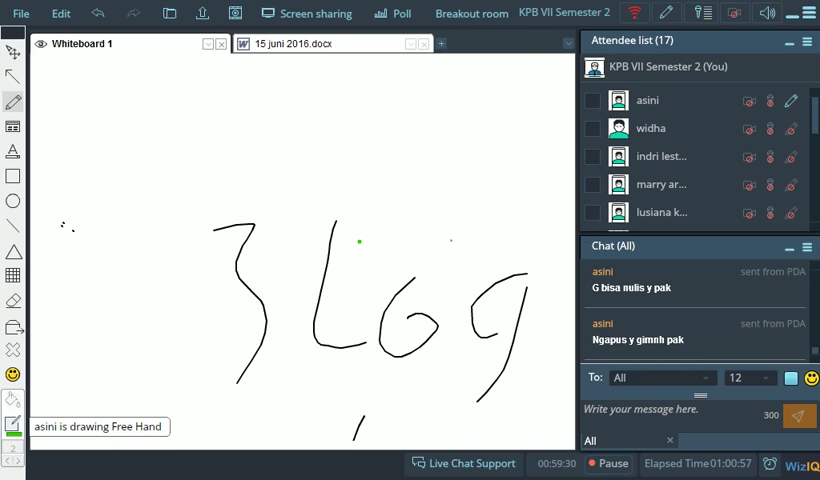 File Edit Screen sharing Poll Breakout room KPB VII Semester 2
Whiteboard 1 15 juni 2016.docx
Attendee list (17)
KPB VII Semester 2 (You)
asini
widha
indri lest...
marry ar...
lusiana k...
3 log
asini is drawing Free Hand
2
Chat (All)
asini sent from PDA
G bisa nulis y pak
asini sent from PDA
Ngapus y gimnh pak
To: All 12
Write your message here. 300
All
Live Chat Support 00:59:30 Pause Elapsed Time 01:00:57 WizIQ